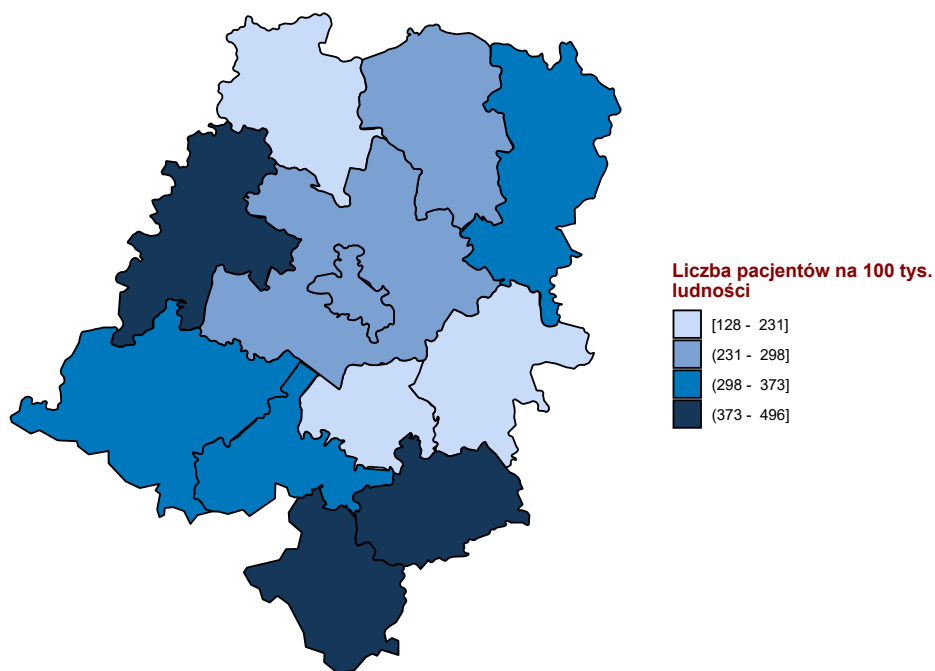 Liczba pacjentów na 100 tys.
ludności
[128 - 231]
(231 - 298]
(298 - 373]
(373 - 496]